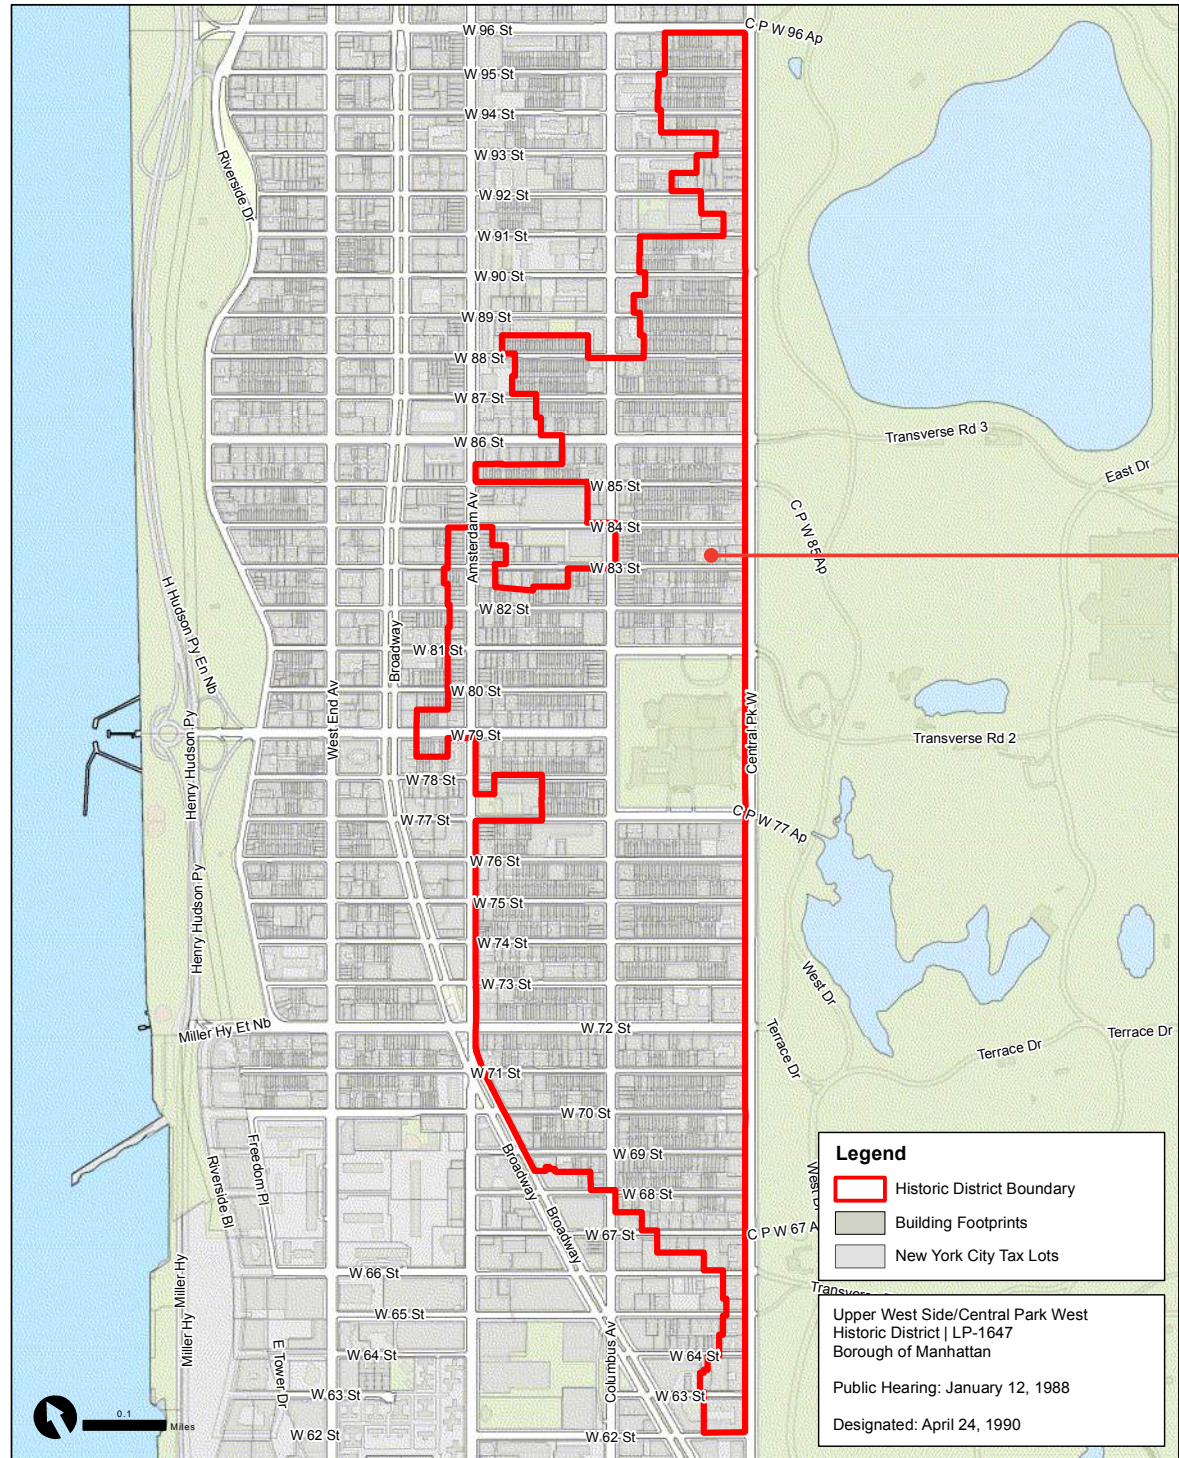 W 96 St
C P W 96 Ap
W 95 St
W 94 St
W 93 St
Riverside Dr
W 92 St
W 91 St
W 90 St
W 89 St
W 88 St
W 87 St
W 86 St
Transverse Rd 3
East Dr
W 85 St
Amsterdam Av
C P W 85 Ap
W 84 St
W 83 St
W 82 St
H Hudson Py En Nb
Broadway
W 81 St
W 80 St
West End Av
Central Pk W
Henry Hudson Py
W 79 St
Transverse Rd 2
W 78 St
W 77 St
C P W 77 Ap
W 76 St
Henry Hudson Py
W 75 St
W 74 St
W 73 St
West Dr
Miller Hy Et Nb
W 72 St
Terrace Dr
Terrace Dr
Terrace Dr
W 71 St
W 70 St
Freedom Pl
Riverside Bl
Broadway
W 69 St
W 68 St
Broadway
W 67 St
C P W 67 A
West D
W 66 St
Miller Hy
Transvers
W 65 St
Miller Hy
E Tower Dr
W 64 St
W 64 St
Columbus Av
W 63 St
W 63 St
W 62 St
W 62 St
0.1
Miles
Legend
Historic District Boundary
Building Footprints
New York City Tax Lots
Upper West Side/Central Park West
Historic District | LP-1647
Borough of Manhattan
Public Hearing: January 12, 1988
Designated: April 24, 1990